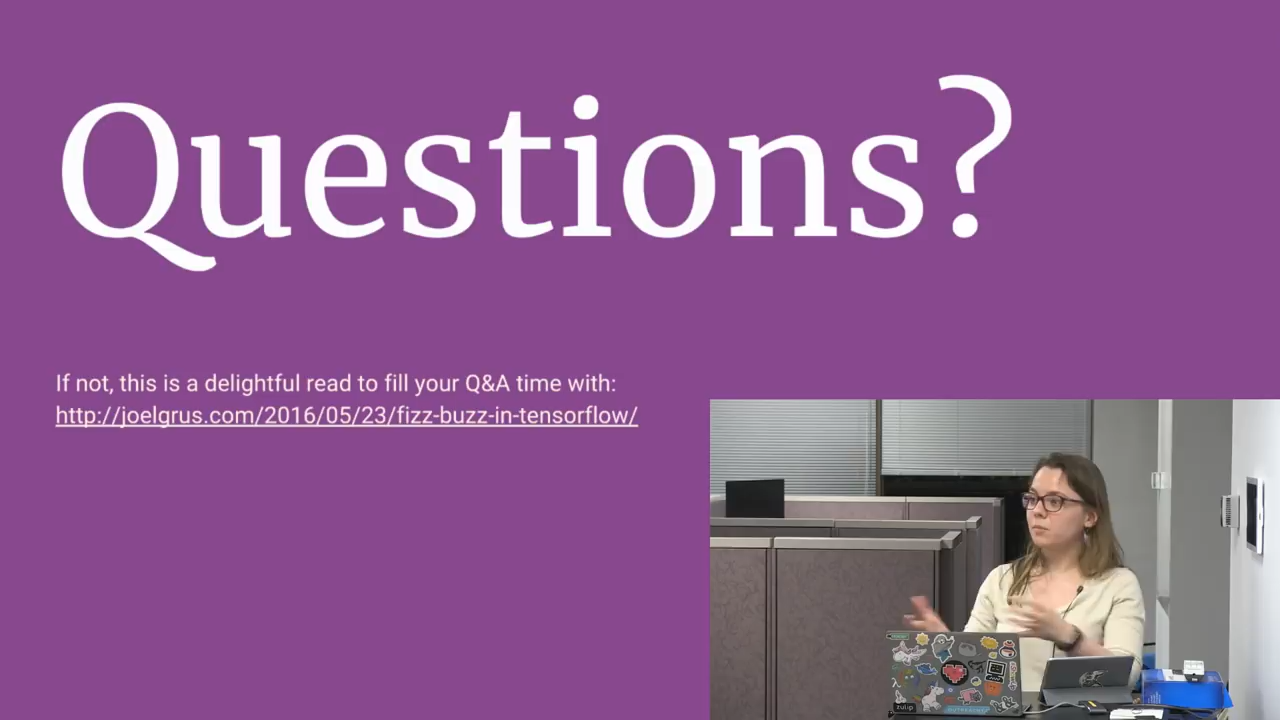 Questions?
If not, this is a delightful read to fill your Q&A time with:
http://joelgrus.com/2016/05/23/fizz-buzz-in-tensorflow/
zulip